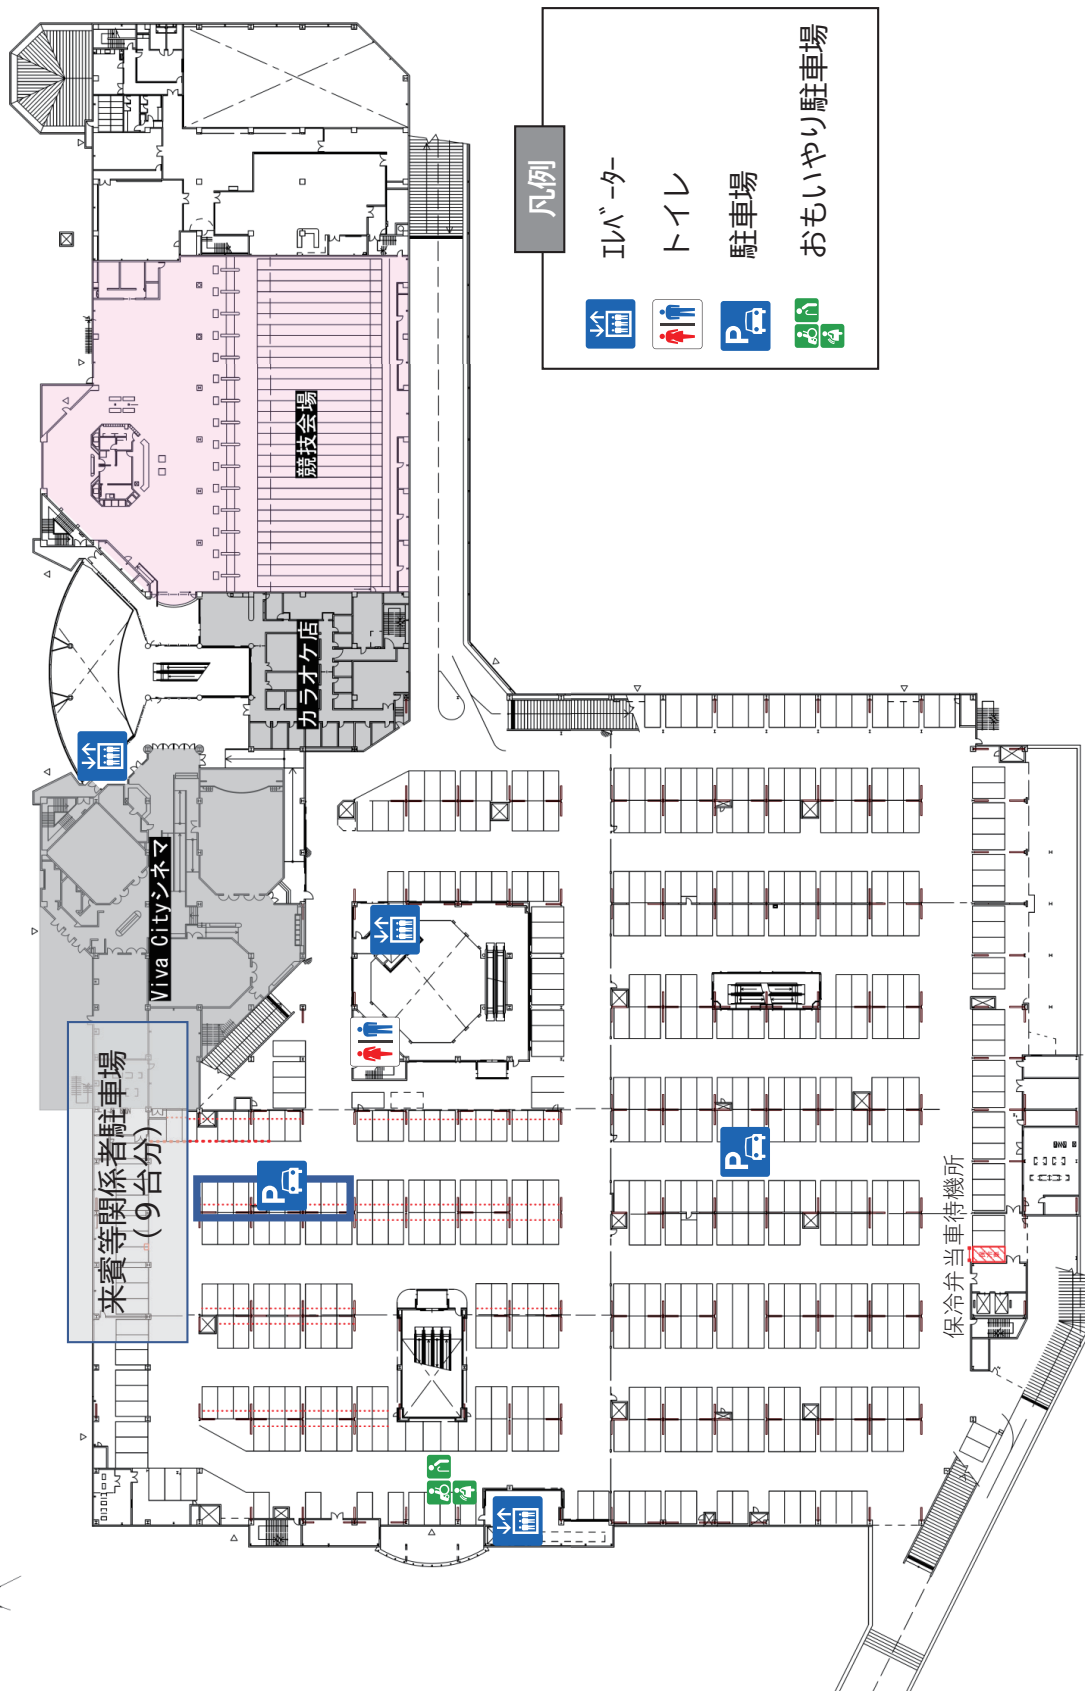 凡例
エレベーター
トイレ
P
駐車場
おもいやり駐車場
競技会場
カラオケ店
Viva Cityシネマ
来賓等関係者駐車場
(9台分)
P
P
保冷弁当車待機所